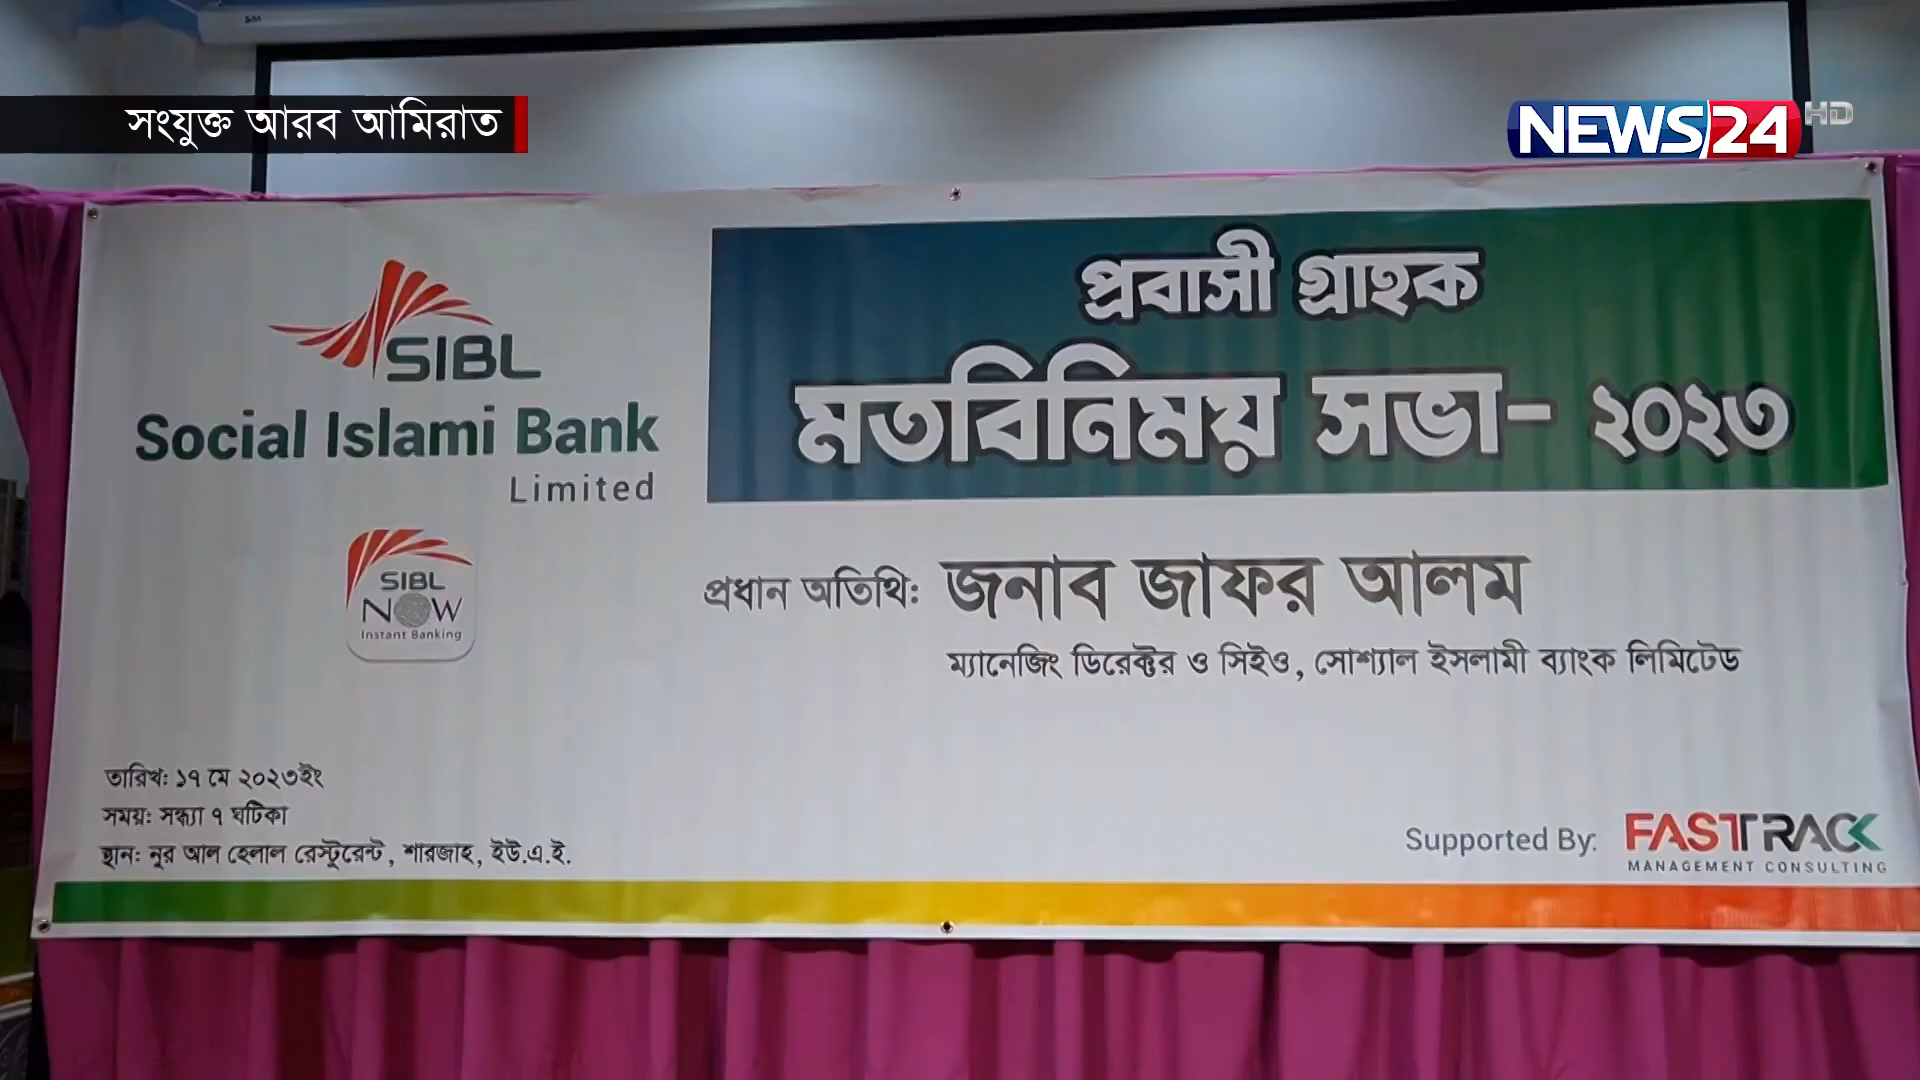 সংযুক্ত আরব আমিরাত
NEWS24 HD
SIBL
Social Islami Bank
Limited
SIBL
NOW
Instant Banking
প্রবাসী গ্রাহক
মতবিনিময় সভা- ২০২৩
প্রধান অতিথি: জনাব জাফর আলম
ম্যানেজিং ডিরেক্টর ও সিইও, সোশ্যাল ইসলামী ব্যাংক লিমিটেড
তারিখ: ১৭ মে ২০২৩ইং
সময়: সন্ধ্যা ৭ ঘটিকা
স্থান: নুর আল হেলাল রেস্টুরেন্ট, শারজাহ, ইউ.এ.ই.
Supported By: FASTTRACK
MANAGEMENT CONSULTING